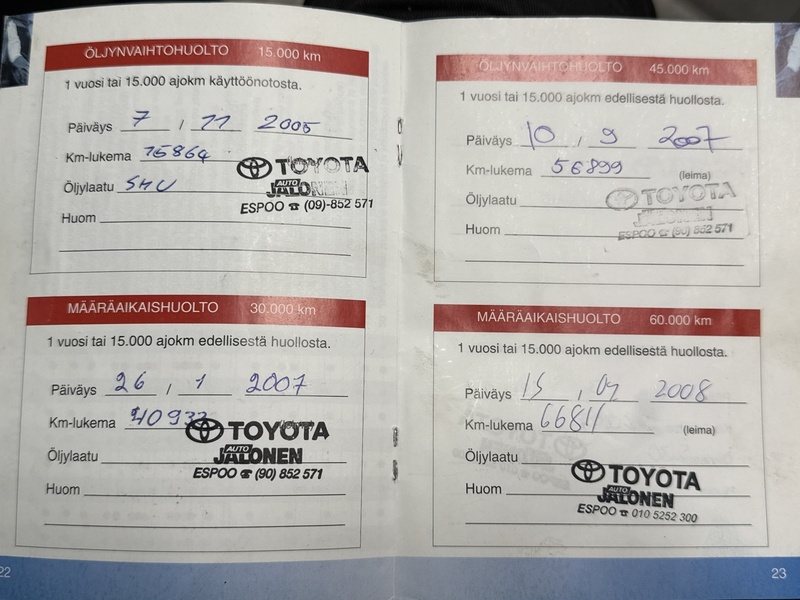 ÖLJYNVAIHTOHUOLTO 15.000 km
1 vuosi tai 15.000 ajokm käyttöönotosta.
Päiväys 7 / 11 2005
Km-lukema 15864
Öljylaatu
TOYOTA
AUTO
JALONEN
ESPOO ☎ (09)-852 571
Huom
MÄÄRÄAIKAISHUOLTO 30.000 km
1 vuosi tai 15.000 ajokm edellisestä huollosta.
Päiväys 26 / 1 2007
Km-lukema
TOYOTA
Öljylaatu
AUTO
JALONEN
ESPOO ☎ (90) 852 571
Huom
22
ÖLJYNVAIHTOHUOLTO 45.000 km
1 vuosi tai 15.000 ajokm edellisestä huollosta.
Päiväys 10 / 9 2007
Km-lukema 56899 (leima)
Öljylaatu
TOYOTA
JALONEN
Huom
ESPOO ☎ (90) 852 571
MÄÄRÄAIKAISHUOLTO 60.000 km
1 vuosi tai 15.000 ajokm edellisestä huollosta.
Päiväys 15 / 09 2008
Km-lukema 66811 (leima)
Öljylaatu
TOYOTA
Huom
AUTO
JALONEN
ESPOO ☎ 010 5252 300
23